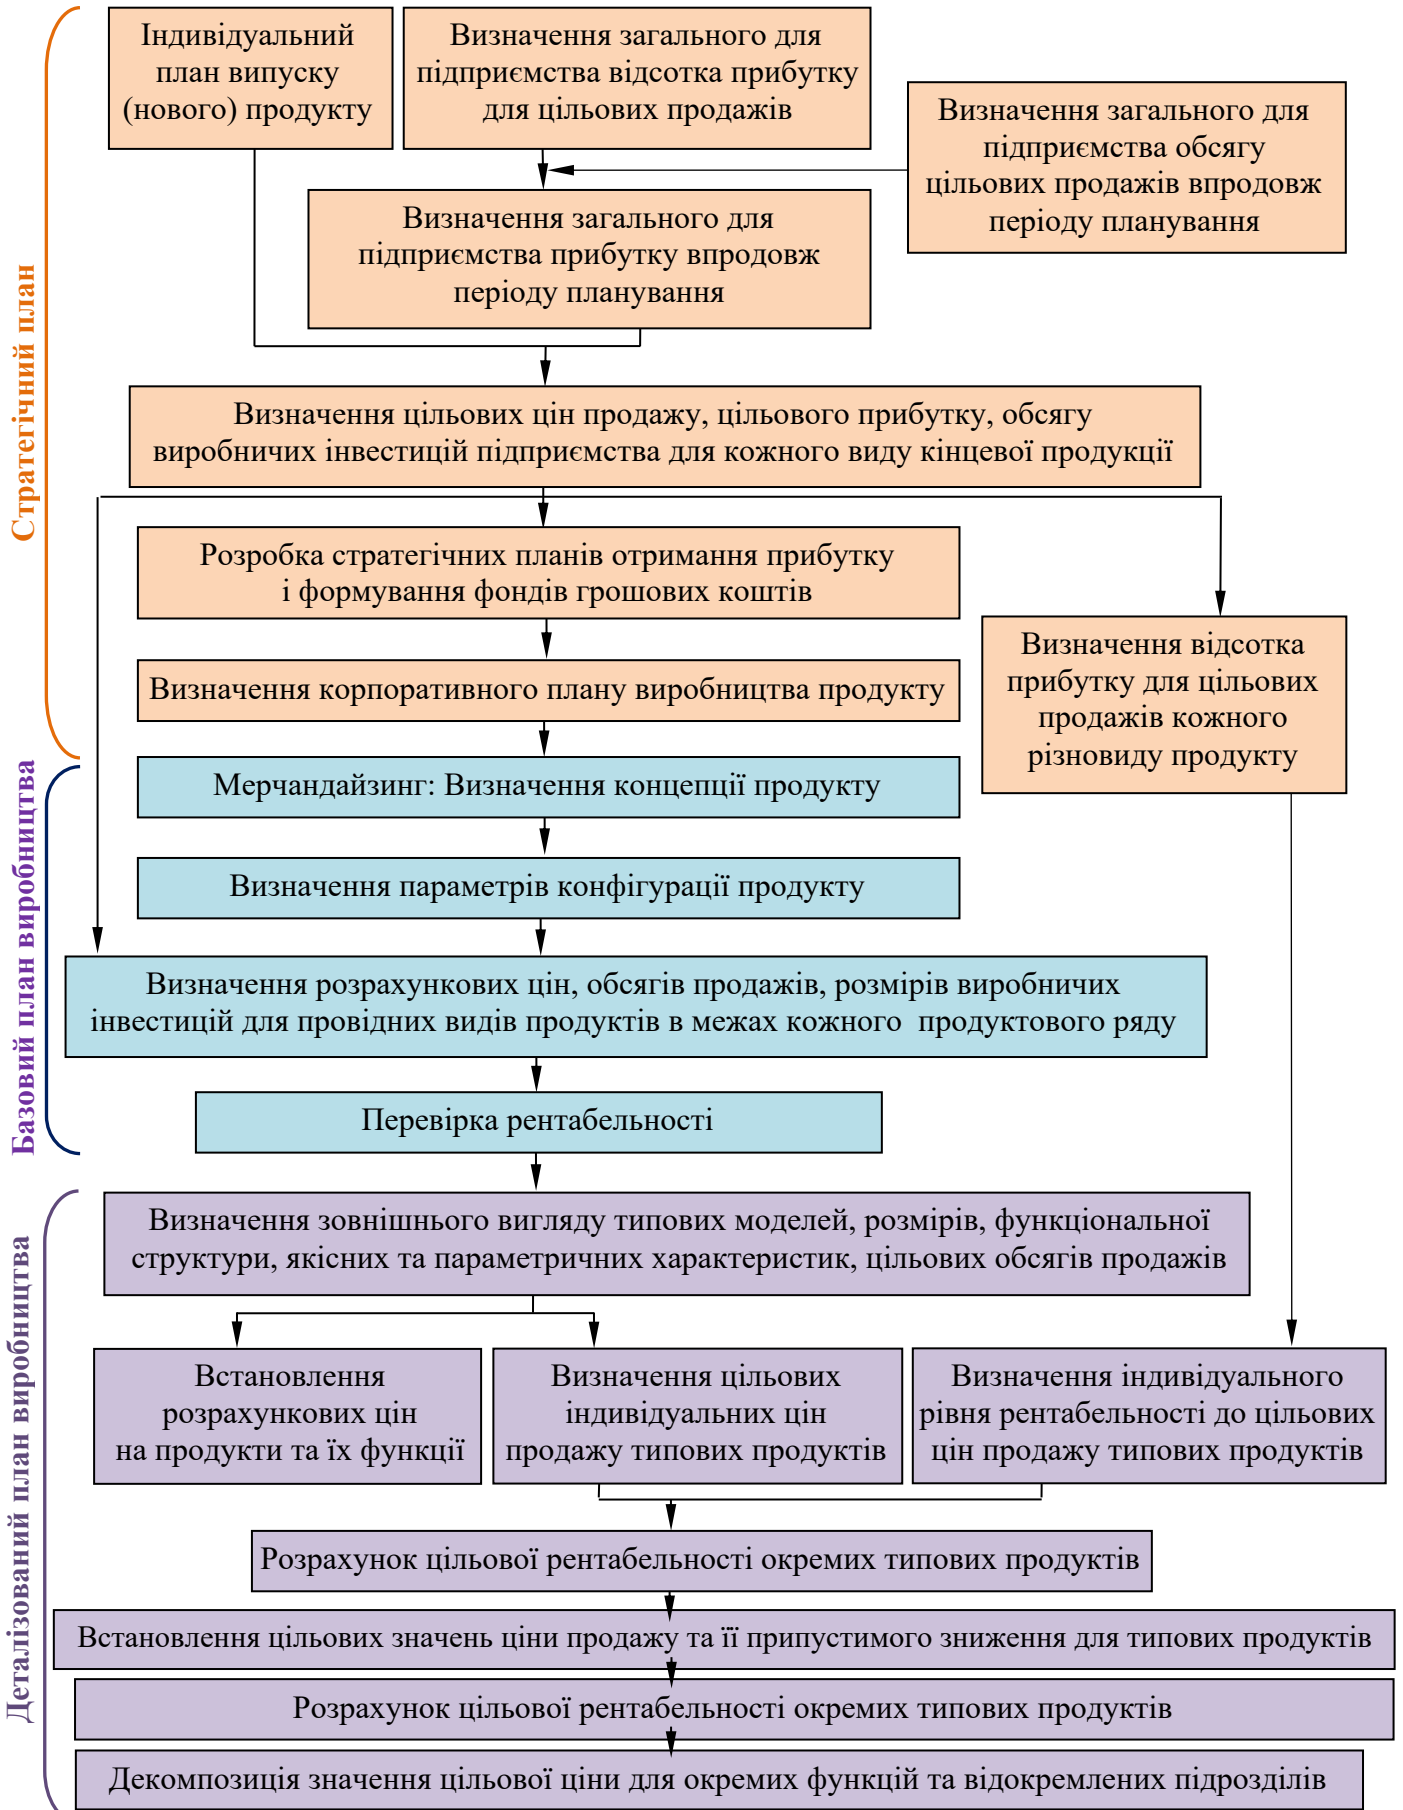 Стратегічний план
Індивідуальний
план випуску
(нового) продукту
Визначення загального для
підприємства відсотка прибутку
для цільових продажів
Визначення загального для
підприємства обсягу
цільових продажів впродовж
періоду планування
Визначення загального для
підприємства прибутку впродовж
періоду планування
Визначення цільових цін продажу, цільового прибутку, обсягу
виробничих інвестицій підприємства для кожного виду кінцевої продукції
Розробка стратегічних планів отримання прибутку
і формування фондів грошових коштів
Визначення корпоративного плану виробництва продукту
Визначення відсотка
прибутку для цільових
продажів кожного
різновиду продукту
Базовий план виробництва
Мерчандайзинг: Визначення концепції продукту
Визначення параметрів конфігурації продукту
Визначення розрахункових цін, обсягів продажів, розмірів виробничих
інвестицій для провідних видів продуктів в межах кожного продуктового ряду
Перевірка рентабельності
Деталізований план виробництва
Визначення зовнішнього вигляду типових моделей, розмірів, функціональної
структури, якісних та параметричних характеристик, цільових обсягів продажів
Встановлення
розрахункових цін
на продукти та їх функції
Визначення цільових
індивідуальних цін
продажу типових продуктів
Визначення індивідуального
рівня рентабельності до цільових
цін продажу типових продуктів
Розрахунок цільової рентабельності окремих типових продуктів
Встановлення цільових значень ціни продажу та її припустимого зниження для типових продуктів
Розрахунок цільової рентабельності окремих типових продуктів
Декомпозиція значення цільової ціни для окремих функцій та відокремлених підрозділів